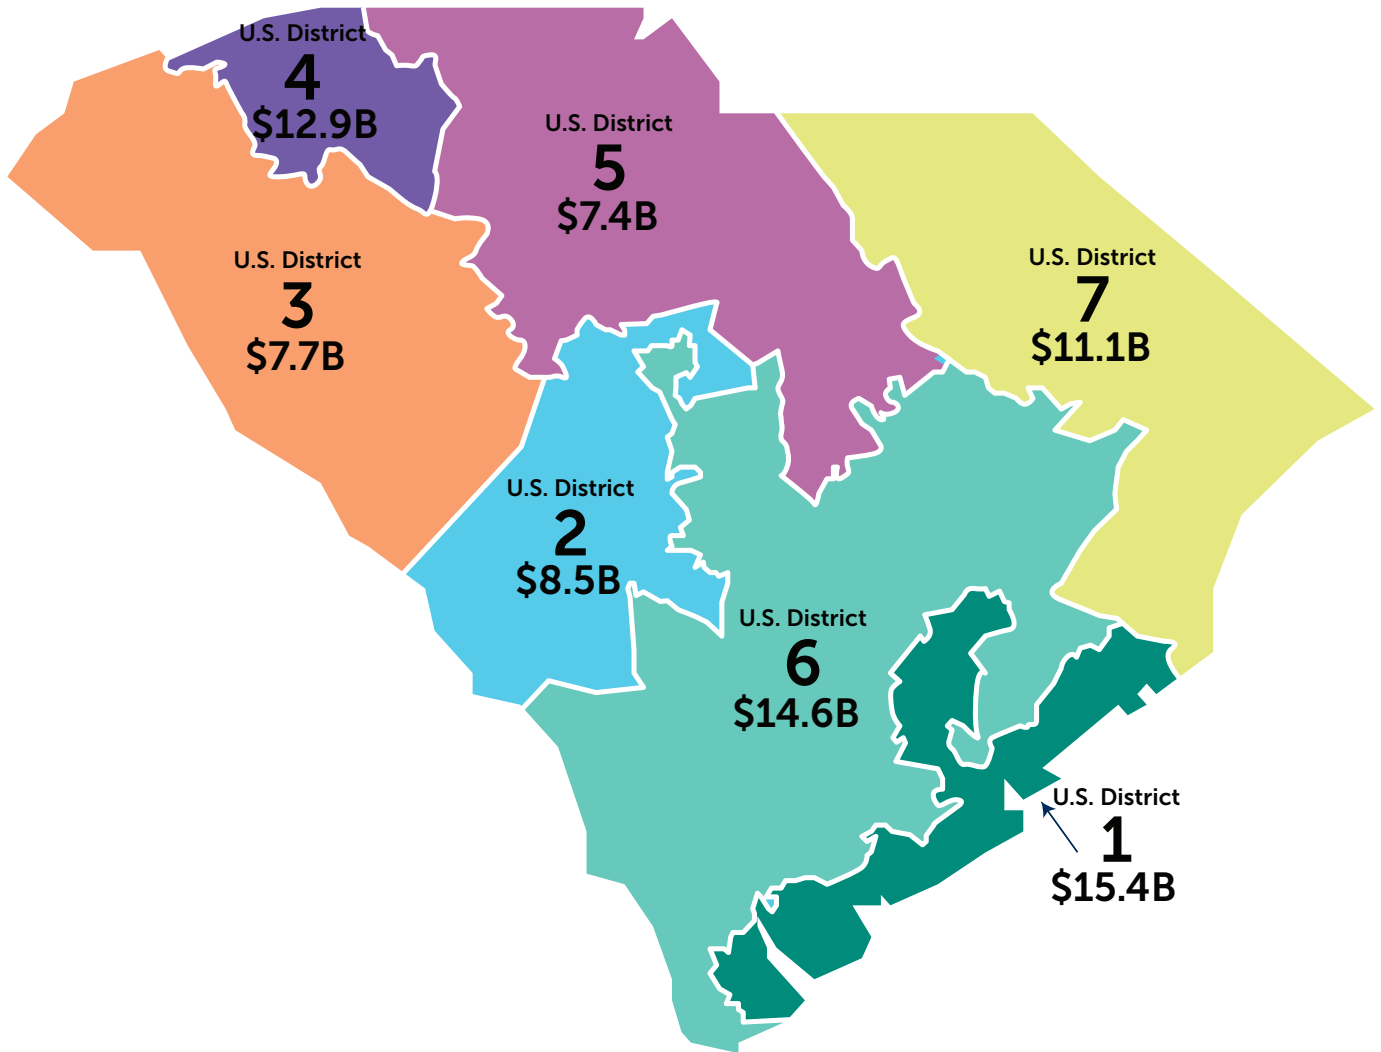 U.S. District
4
$12.9B
U.S. District
5
$7.4B
U.S. District
3
$7.7B
U.S. District
7
$11.1B
U.S. District
2
$8.5B
U.S. District
6
$14.6B
U.S. District
1
$15.4B